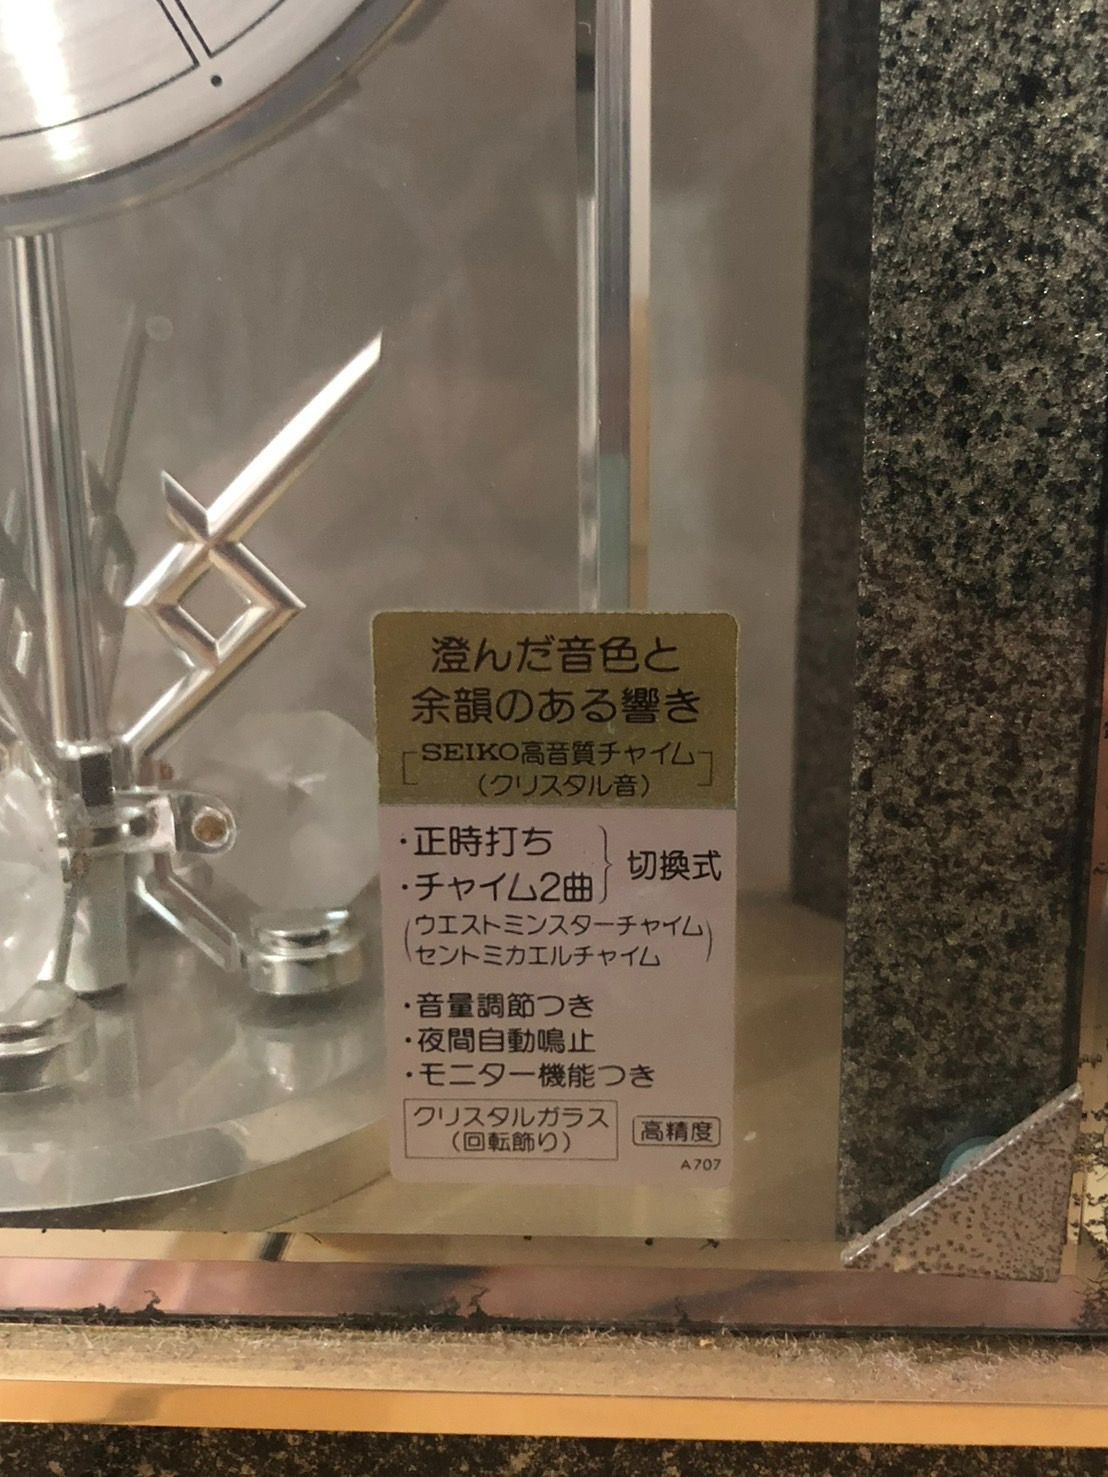 澄んだ音色と
余韻のある響き
SEIKO高音質チャイム
(クリスタル音)
・正時打ち
・チャイム2曲
切換式
ウエストミンスターチャイム
セントミカエルチャイム
・音量調節つき
・夜間自動鳴止
・モニター機能つき
クリスタルガラス
(回転飾り)
高精度
A707